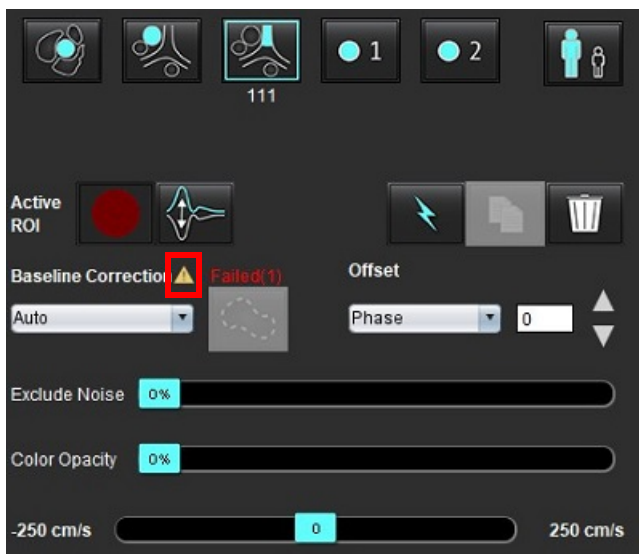 1
2
111
Active
ROI
Baseline Correction Failed(1) Offset
Auto
Phase
0
Exclude Noise 0%
Color Opacity 0%
-250 cm/s 0 250 cm/s